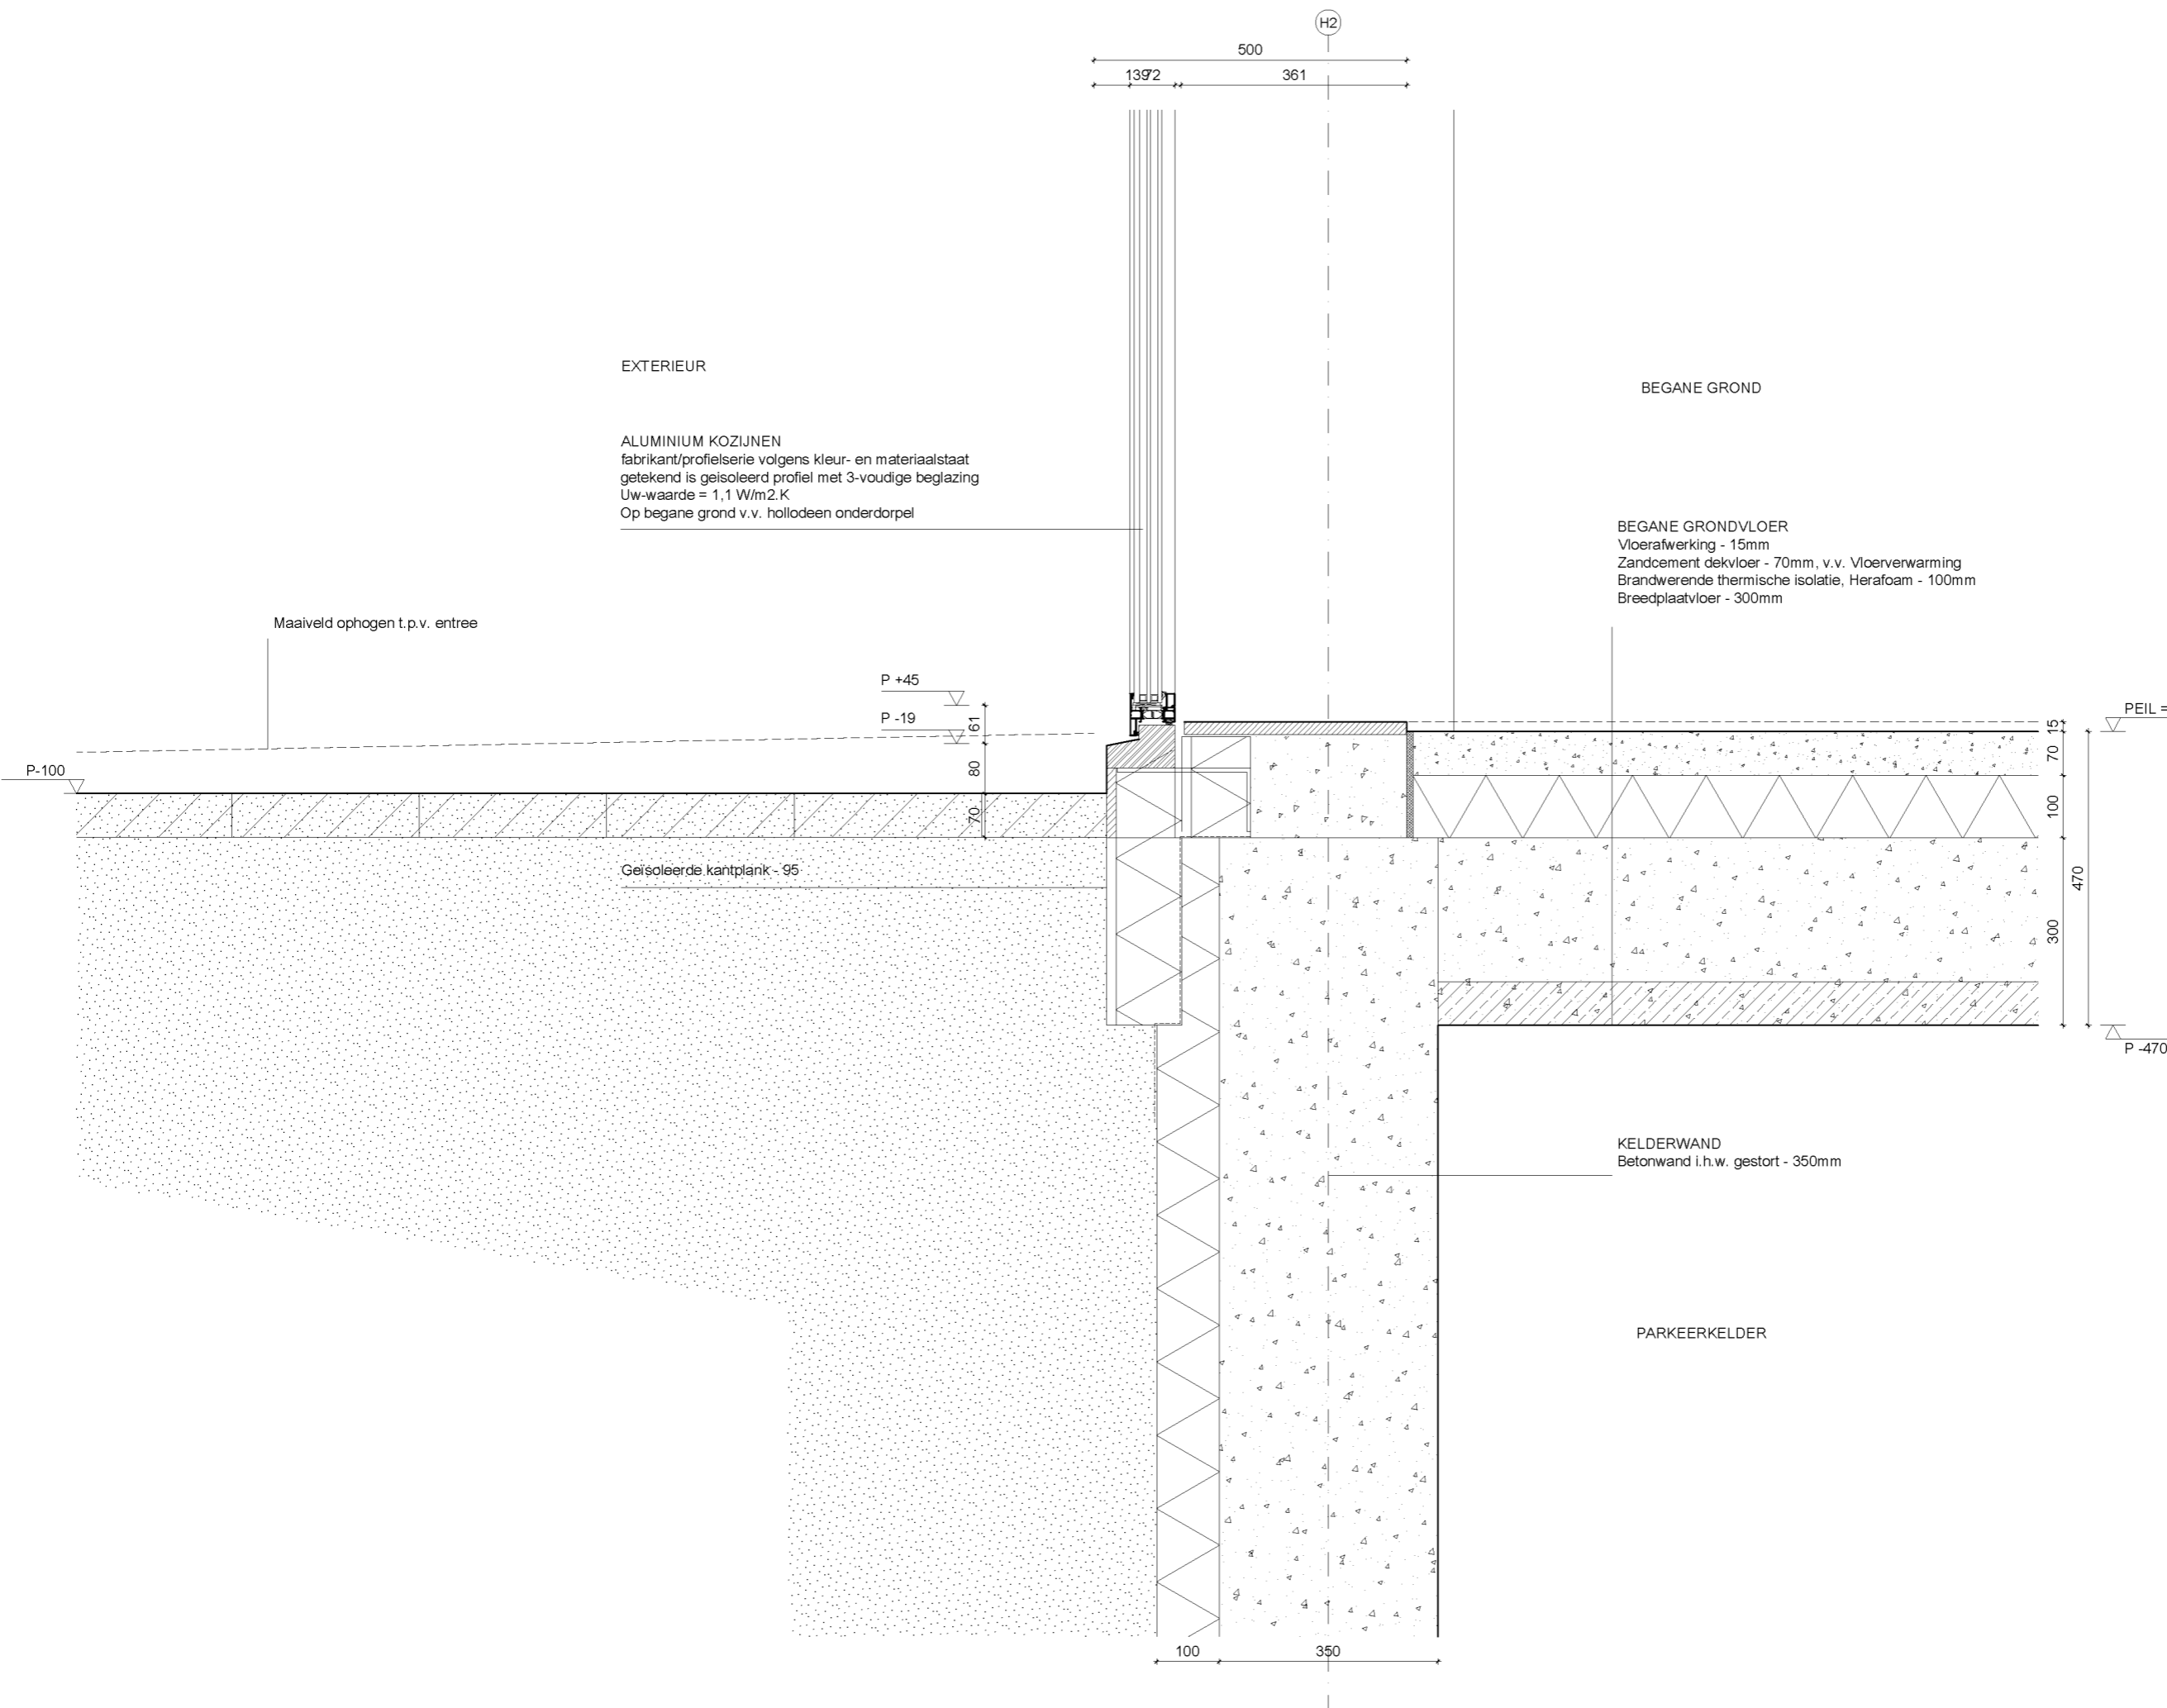 H2
500
139
72
361
EXTERIEUR
BEGANE GROND
ALUMINIUM KOZIJNEN
fabrikant/profielserie volgens kleur- en materiaalstaat
getekend is geisoleerd profiel met 3-voudige beglazing
Uw-waarde = 1,1 W/m2.K
Op begane grond v.v. hollodeen onderdorpel
BEGANE GRONDVLOER
Vloerafwerking - 15mm
Zandcement dekvloer - 70mm, v.v. Vloerverwarming
Brandwerende thermische isolatie, Herafoam - 100mm
Breedplaatvloer - 300mm
Maaiveld ophogen t.p.v. entree
P +45
P -19
61
80
70
P-100
PEIL =
15
70
100
300
470
P -470
Geïsoleerde kantplank - 95
KELDERWAND
Betonwand i.h.w. gestort - 350mm
PARKEERKELDER
100
350